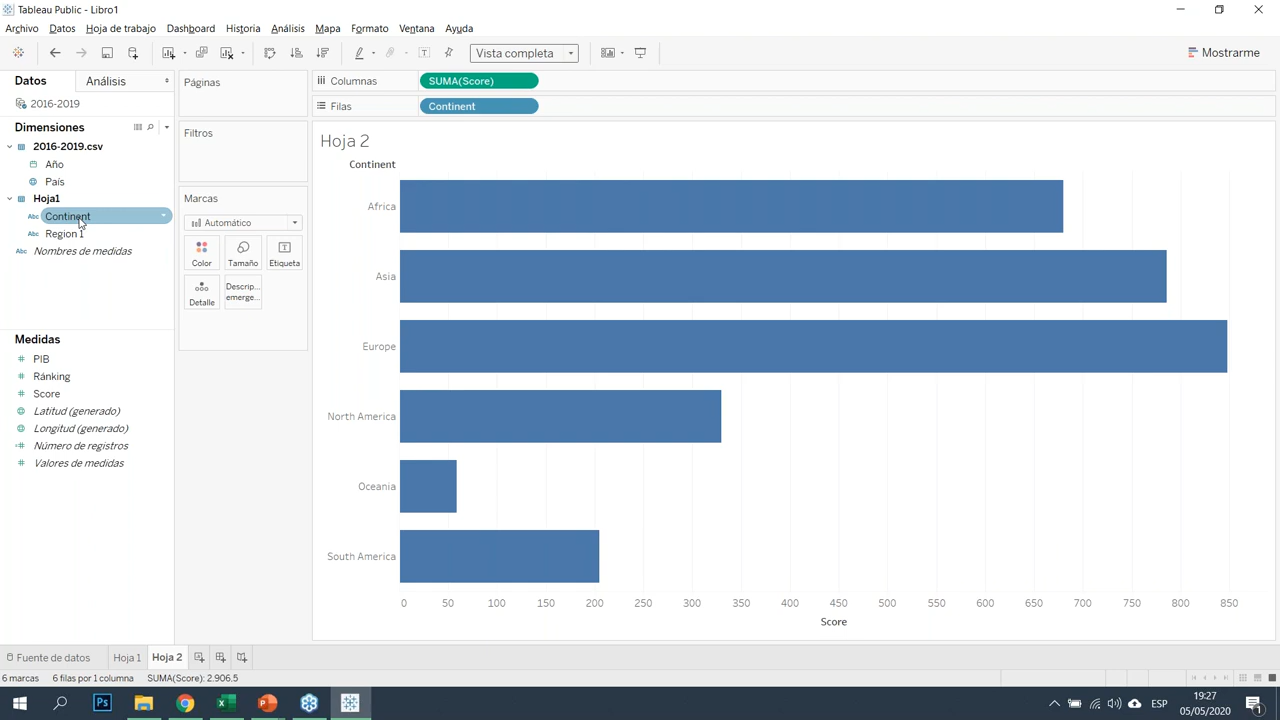 Tableau Public - Libro1
Archivo Datos Hoja de trabajo Dashboard Historia Análisis Mapa Formato Ventana Ayuda
Vista completa
Mostrarme
Datos Análisis
2016-2019
Dimensiones
2016-2019.csv
Año
País
Hoja1
Abc Continent
Abc Region 1
Abc Nombres de medidas
Medidas
PIB
Ránking
Score
Latitud (generado)
Longitud (generado)
Número de registros
Valores de medidas
Páginas
Filtros
Marcas
Automático
Color Tamaño Etiqueta
Detalle
Descrip...
emerge...
Columnas SUMA(Score)
Filas Continent
Hoja 2
Continent
Africa
Asia
Europe
North America
Oceania
South America
0 50 100 150 200 250 300 350 400 450 500 550 600 650 700 750 800 850
Score
Fuente de datos Hoja 1 Hoja 2
6 marcas 6 filas por 1 columna SUMA(Score): 2.906.5
Ps
ESP
19:27
05/05/2020
1